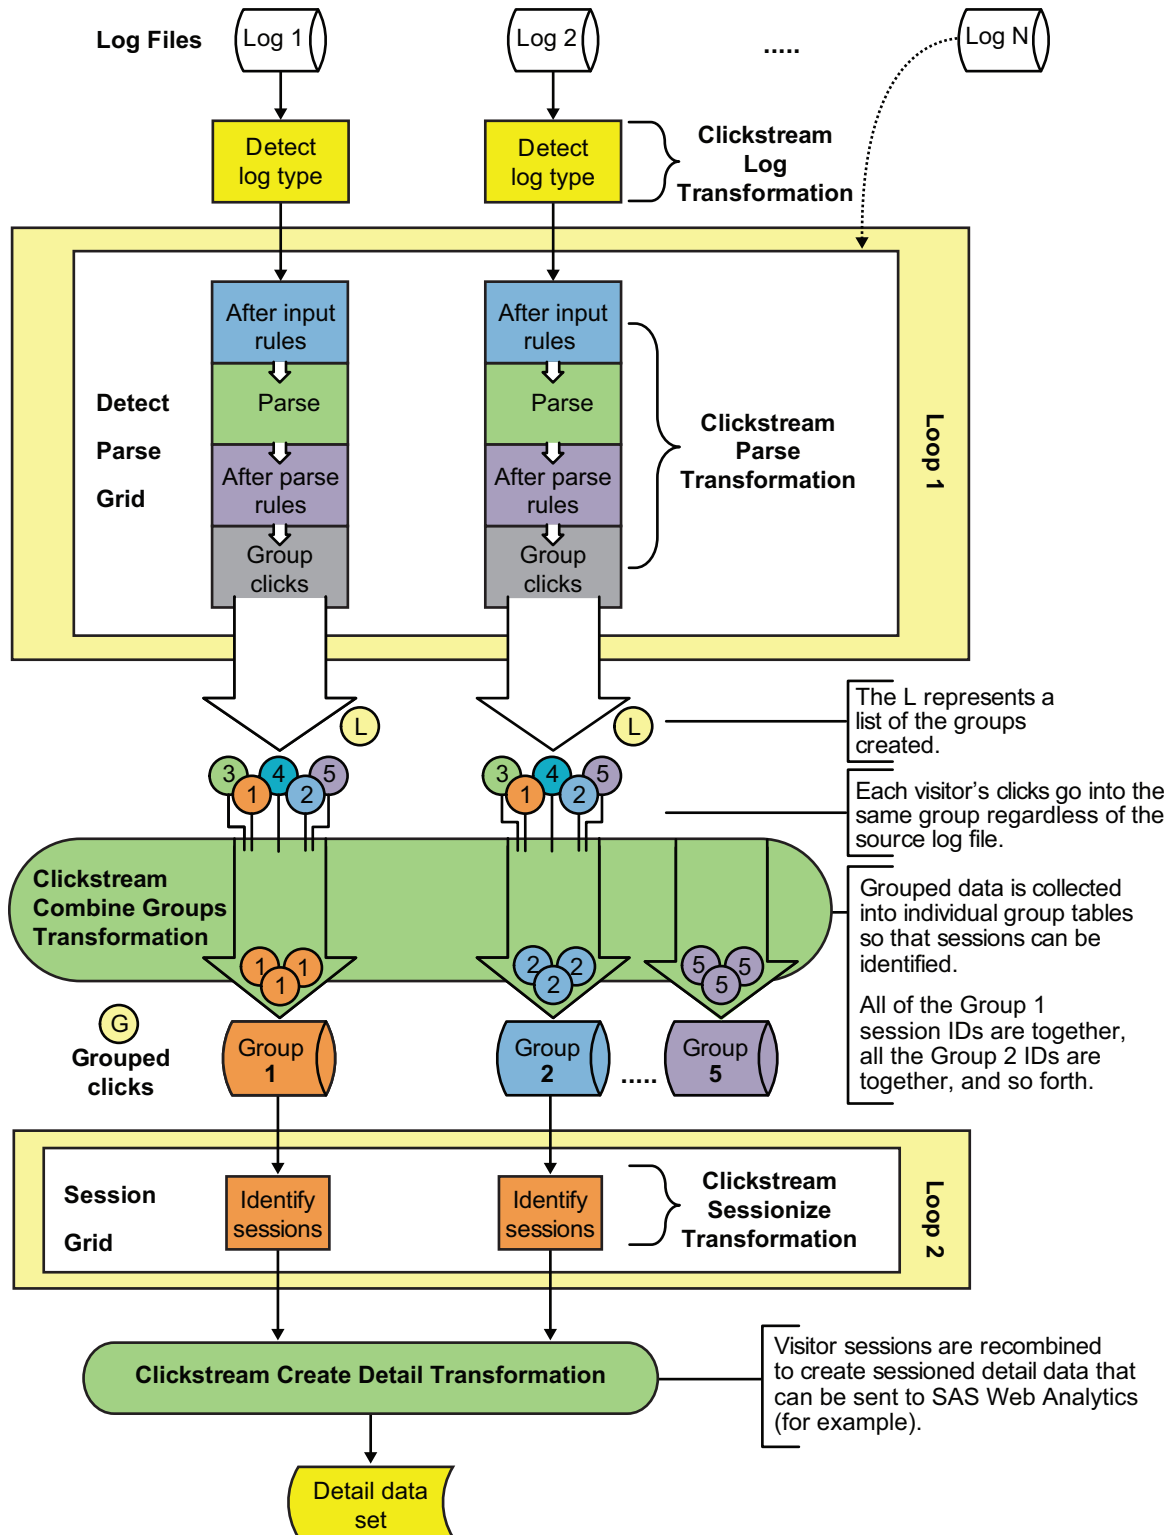 Log Files
Log 1
Log 2
.....
Log N
Detect
log type
Detect
log type
Clickstream
Log
Transformation
After input
rules
Parse
After parse
rules
Group
clicks
After input
rules
Parse
After parse
rules
Group
clicks
Detect
Parse
Grid
Clickstream
Parse
Transformation
Loop 1
L
L
The L represents a
list of the groups
created.
3
1
4
2
5
3
1
4
2
5
Each visitor's clicks go into the
same group regardless of the
source log file.
Clickstream
Combine Groups
Transformation
1
1
1
2
2
2
5
5
5
Grouped data is collected
into individual group tables
so that sessions can be
identified.
All of the Group 1
session IDs are together,
all the Group 2 IDs are
together, and so forth.
G
Grouped
clicks
Group
1
Group
2
.....
Group
5
Session
Grid
Identify
sessions
Identify
sessions
Clickstream
Sessionize
Transformation
Loop 2
Clickstream Create Detail Transformation
Visitor sessions are recombined
to create sessioned detail data that
can be sent to SAS Web Analytics
(for example).
Detail data
set